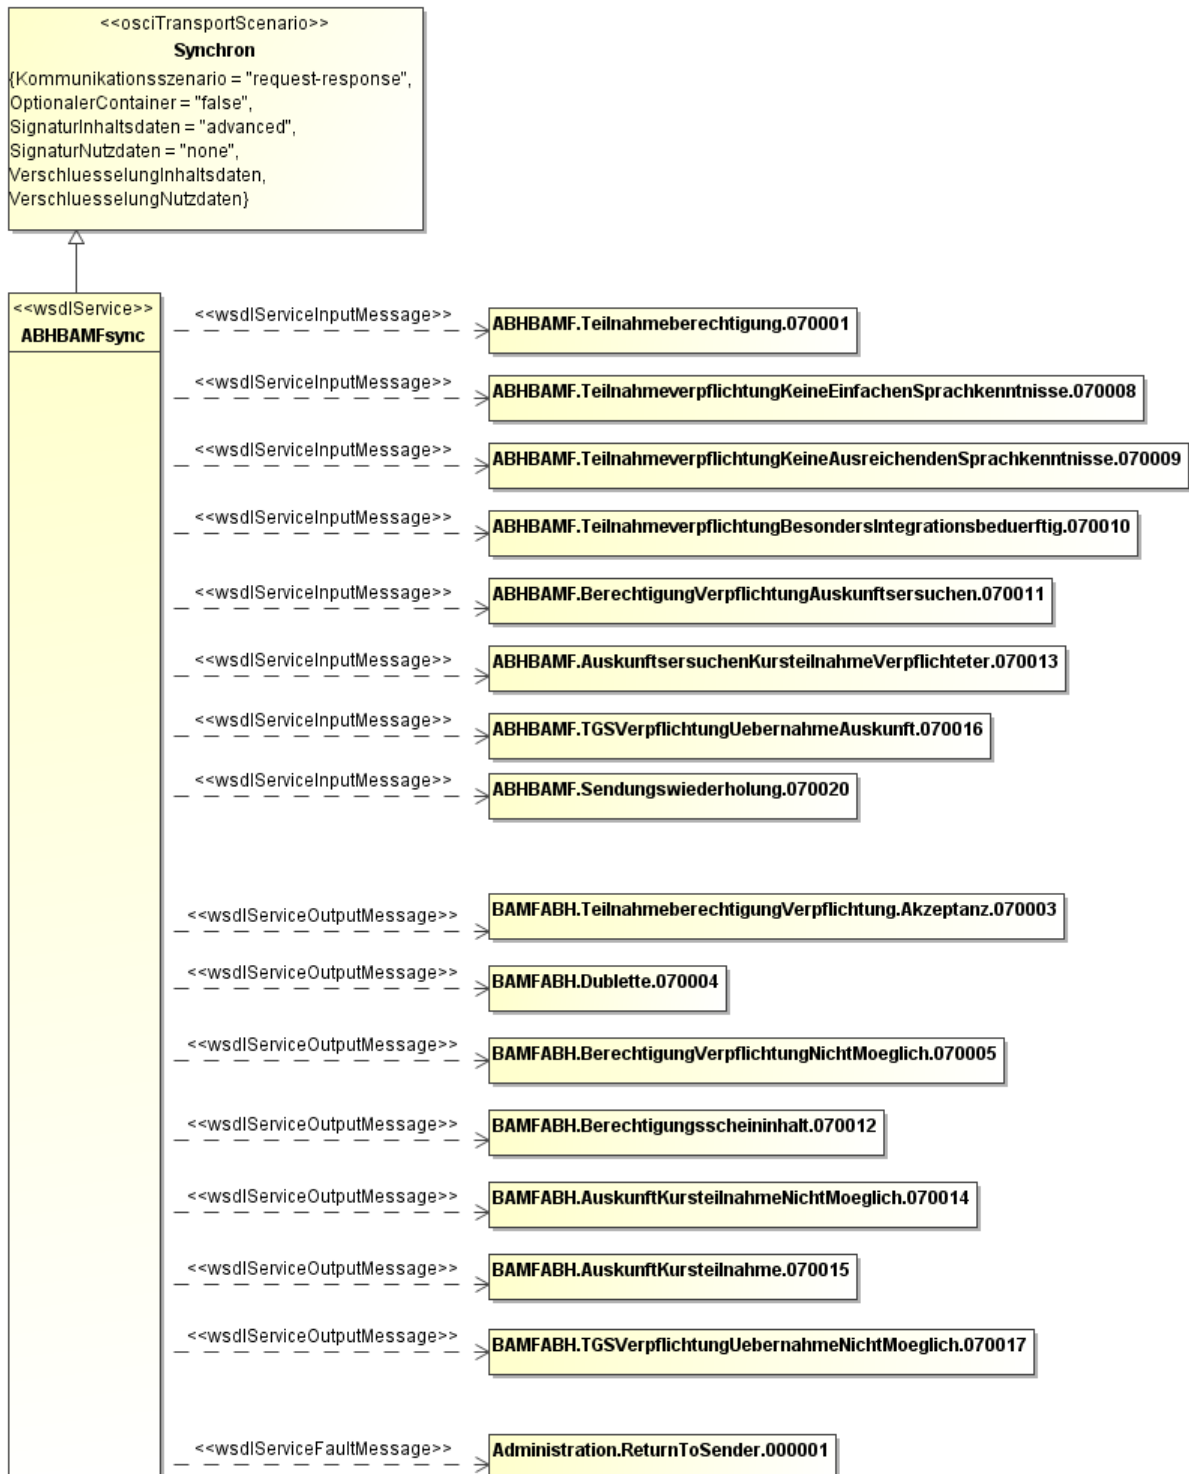 <<osciTransportScenario>>
Synchron
{Kommunikationsszenario = "request-response",
OptionalerContainer = "false",
SignaturInhaltsdaten = "advanced",
SignaturNutzdaten = "none",
VerschluesselungInhaltsdaten,
VerschluesselungNutzdaten}
<<wsdlService>>
ABHBAMFsync
<<wsdlServiceInputMessage>>
ABHBAMF.Teilnahmeberechtigung.070001
<<wsdlServiceInputMessage>>
ABHBAMF.TeilnahmeverpflichtungKeineEinfachenSprachkenntnisse.070008
<<wsdlServiceInputMessage>>
ABHBAMF.TeilnahmeverpflichtungKeineAusreichendenSprachkenntnisse.070009
<<wsdlServiceInputMessage>>
ABHBAMF.TeilnahmeverpflichtungBesondersIntegrationsbeduerftig.070010
<<wsdlServiceInputMessage>>
ABHBAMF.BerechtigungVerpflichtungAuskunftsersuchen.070011
<<wsdlServiceInputMessage>>
ABHBAMF.AuskunftsersuchenKursteilnahmeVerpflichteter.070013
<<wsdlServiceInputMessage>>
ABHBAMF.TGSVerpflichtungUebernahmeAuskunft.070016
<<wsdlServiceInputMessage>>
ABHBAMF.Sendungswiederholung.070020
<<wsdlServiceOutputMessage>>
BAMFABH.TeilnahmeberechtigungVerpflichtung.Akzeptanz.070003
<<wsdlServiceOutputMessage>>
BAMFABH.Dublette.070004
<<wsdlServiceOutputMessage>>
BAMFABH.BerechtigungVerpflichtungNichtMoeglich.070005
<<wsdlServiceOutputMessage>>
BAMFABH.Berechtigungsscheininhalt.070012
<<wsdlServiceOutputMessage>>
BAMFABH.AuskunftKursteilnahmeNichtMoeglich.070014
<<wsdlServiceOutputMessage>>
BAMFABH.AuskunftKursteilnahme.070015
<<wsdlServiceOutputMessage>>
BAMFABH.TGSVerpflichtungUebernahmeNichtMoeglich.070017
<<wsdlServiceFaultMessage>>
Administration.ReturnToSender.000001